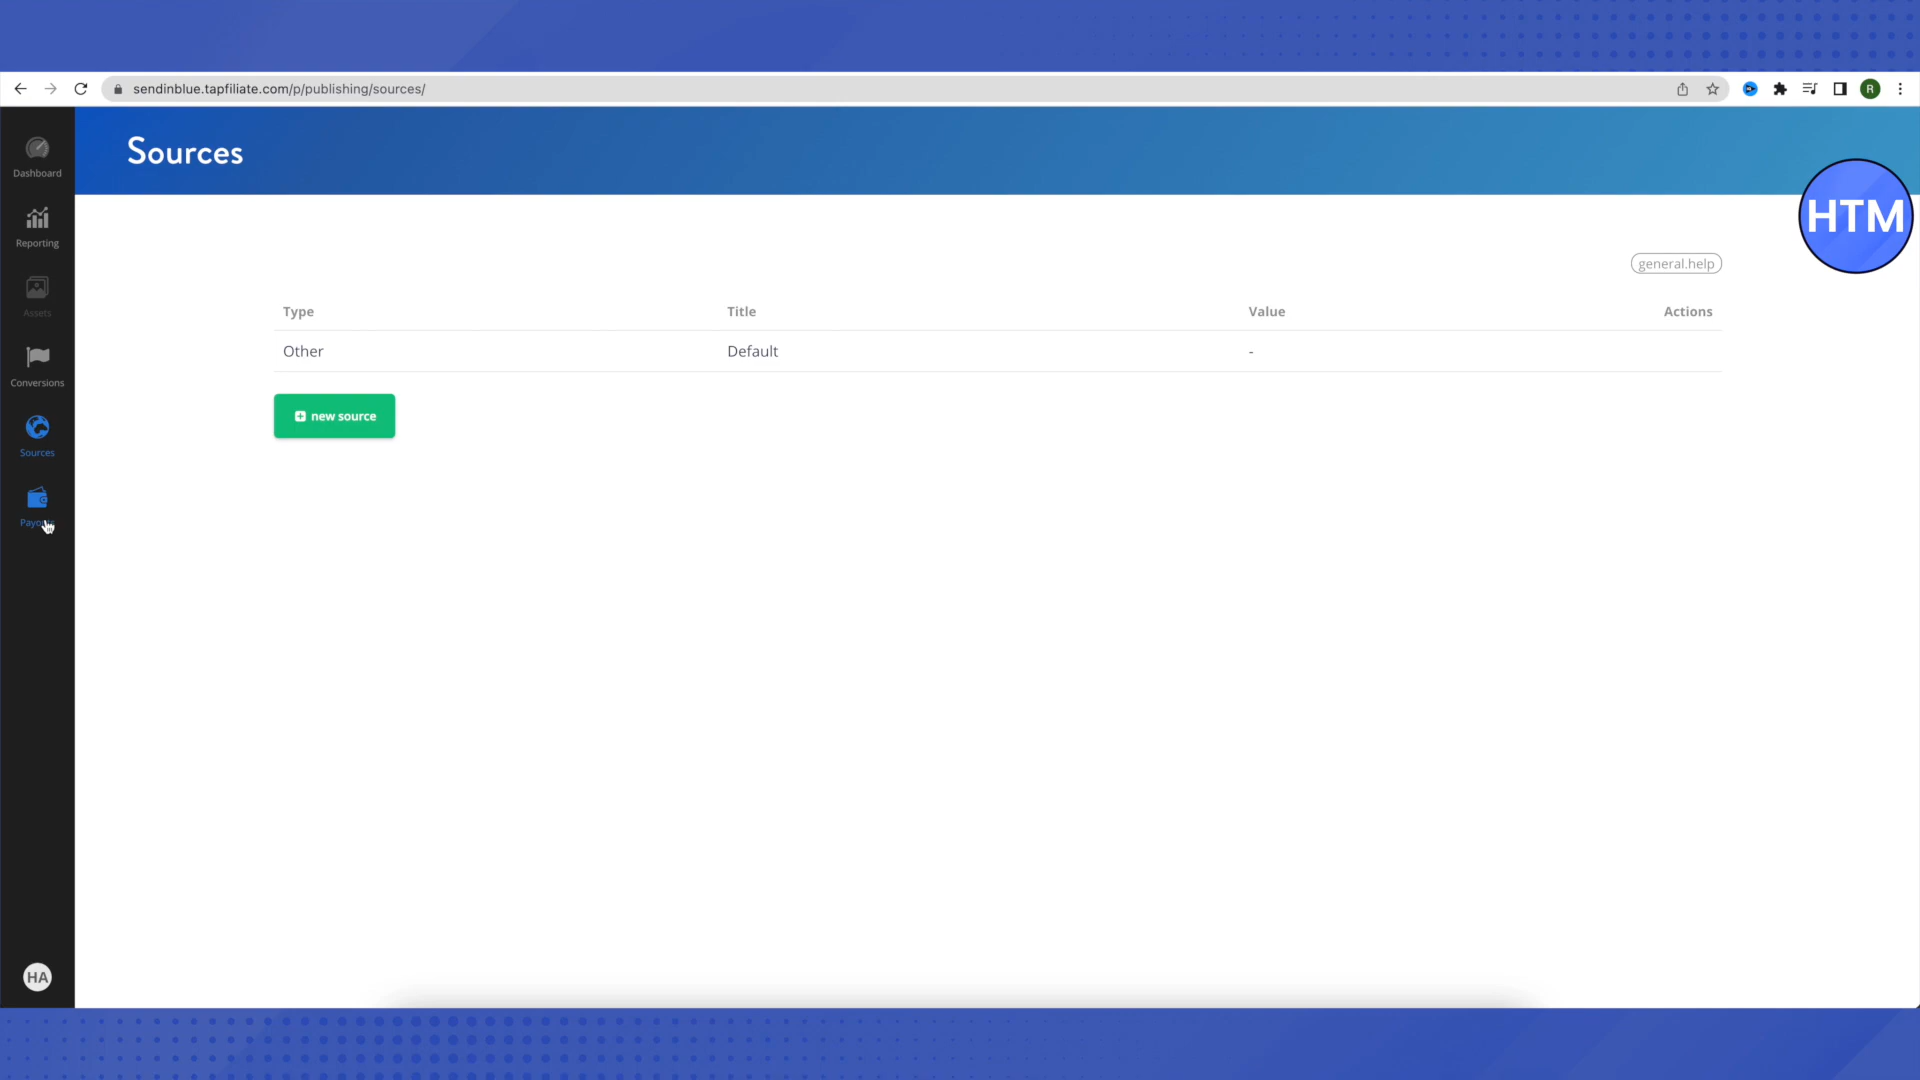 sendinblue.tapfiliate.com/p/publishing/sources/
R
Sources
HTM
Dashboard
Reporting
Assets
Conversions
Sources
general.help
Type Title Value Actions
Other Default -
new source
HA